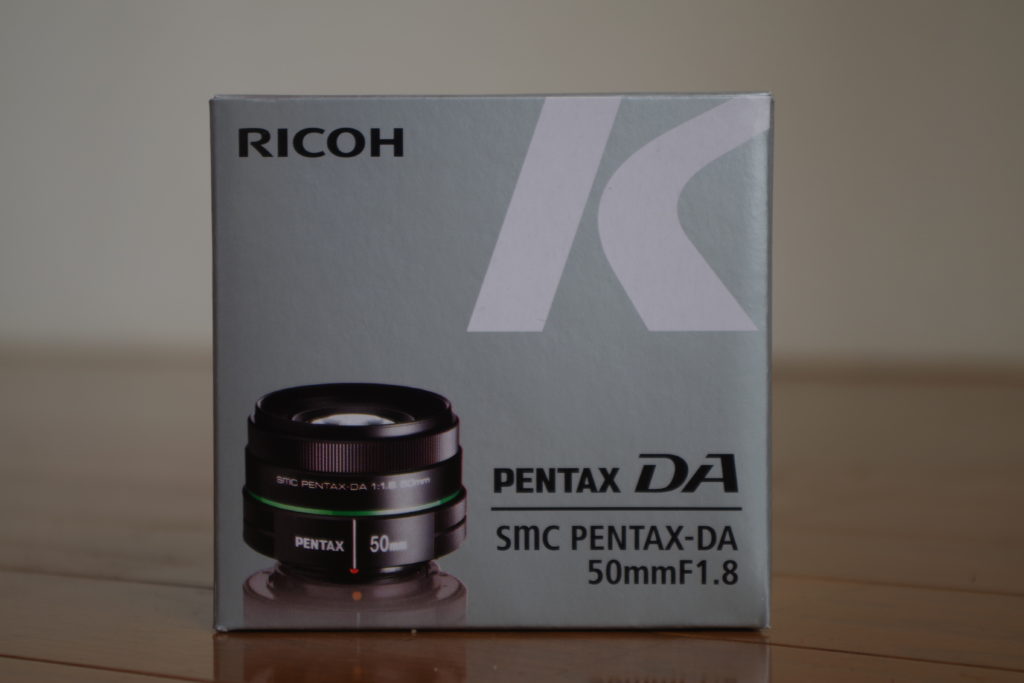 RICOH
K
SMC PENTAX-DA 1:1.8 50mm
PENTAX 50mm
PENTAX DA
smc PENTAX-DA
50mmF1.8